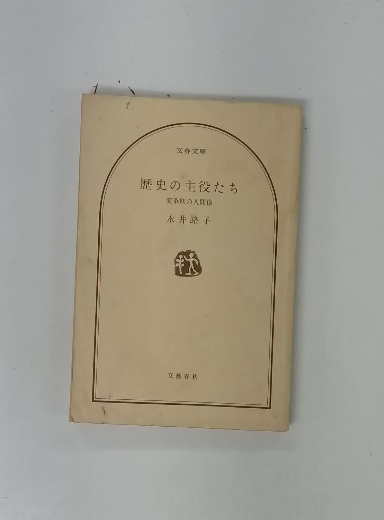 文春文庫
歴史の主役たち
変革期の人間像
永井路子
文藝春秋